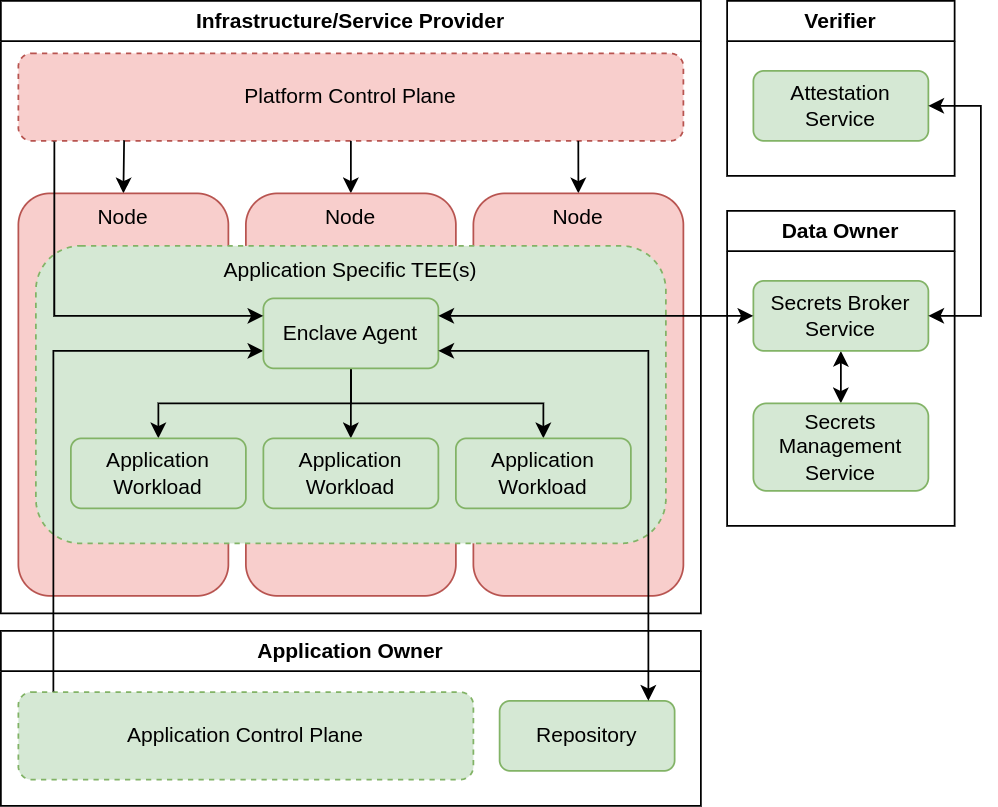 Infrastructure/Service Provider
Platform Control Plane
Node
Node
Node
Application Specific TEE(s)
Enclave Agent
Application
Workload
Application
Workload
Application
Workload
Verifier
Attestation
Service
Data Owner
Secrets Broker
Service
Secrets
Management
Service
Application Owner
Application Control Plane
Repository